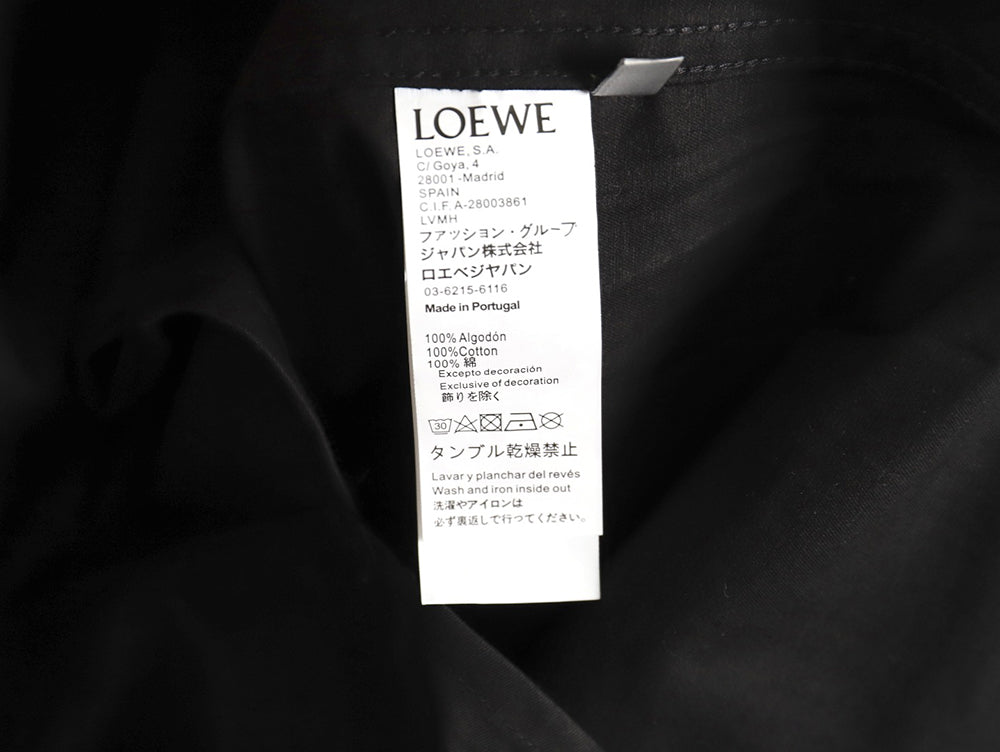 LOEWE
LOEWE, S.A.
C/ Goya, 4
28001 -Madrid
SPAIN
C.I.F. A-28003861
LVMH
ファッション・グループ
ジャパン株式会社
ロエベジヤパン
03-6215-6116
Made in Portugal
100% Algodón
100%Cotton
100% 綿
Excepto decoración
Exclusive of decoration
飾りを除く
30
タンブル乾燥禁止
Lavar y planchar del revés
Wash and iron inside out
洗濯やアイロンは
必ず裏返しで行つてください。